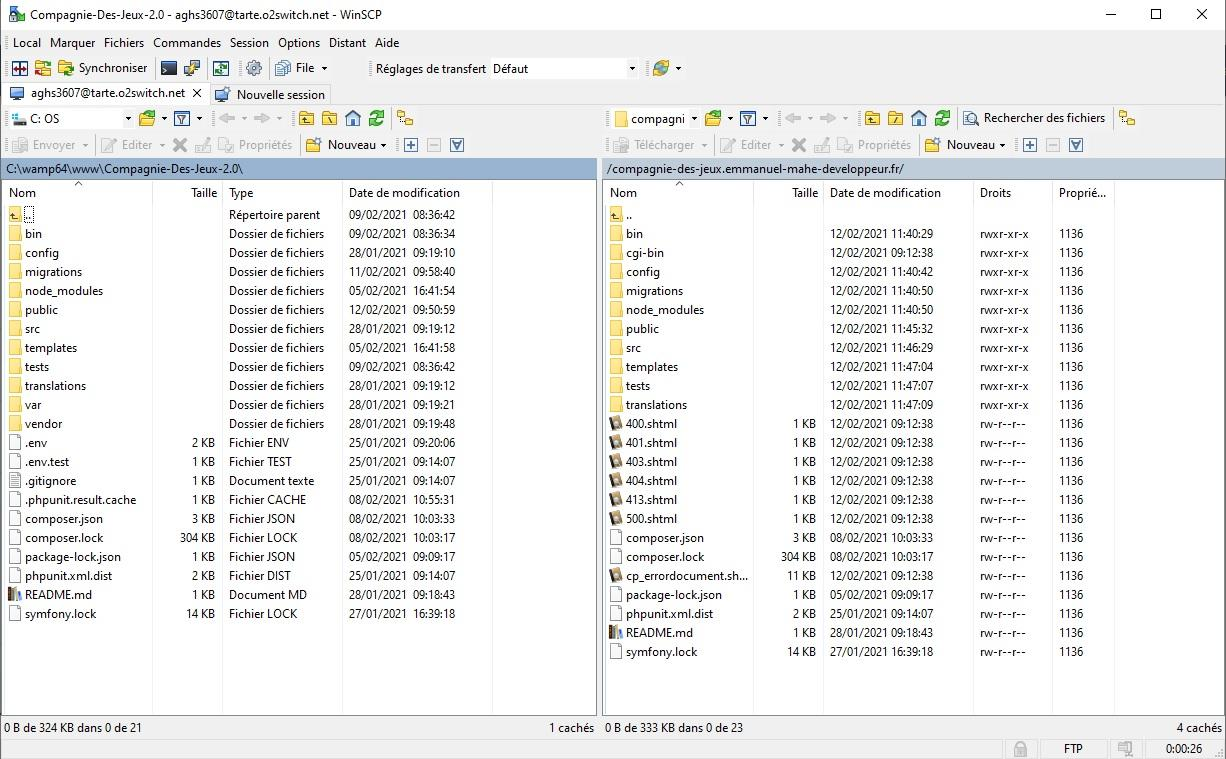 Compagnie-Des-Jeux-2.0 - aghs3607@tarte.o2switch.net - WinSCP
Local Marquer Fichiers Commandes Session Options Distant Aide
Synchroniser File Réglages de transfert Défaut
aghs3607@tarte.o2switch.net Nouvelle session
C: OS
Envoyer Editer Propriétés Nouveau
C:\wamp64\www\Compagnie-Des-Jeux-2.0\
Nom Taille Type Date de modification
.. Répertoire parent 09/02/2021 08:36:42
bin Dossier de fichiers 09/02/2021 08:36:34
config Dossier de fichiers 28/01/2021 09:19:10
migrations Dossier de fichiers 11/02/2021 09:58:40
node_modules Dossier de fichiers 05/02/2021 16:41:54
public Dossier de fichiers 12/02/2021 09:50:59
src Dossier de fichiers 28/01/2021 09:19:12
templates Dossier de fichiers 05/02/2021 16:41:58
tests Dossier de fichiers 09/02/2021 08:36:42
translations Dossier de fichiers 28/01/2021 09:19:12
var Dossier de fichiers 28/01/2021 09:19:21
vendor Dossier de fichiers 28/01/2021 09:19:48
.env 2 KB Fichier ENV 25/01/2021 09:20:06
.env.test 1 KB Fichier TEST 25/01/2021 09:14:07
.gitignore 1 KB Document texte 25/01/2021 09:14:07
.phpunit.result.cache 1 KB Fichier CACHE 08/02/2021 10:55:31
composer.json 3 KB Fichier JSON 08/02/2021 10:03:33
composer.lock 304 KB Fichier LOCK 08/02/2021 10:03:17
package-lock.json 1 KB Fichier JSON 05/02/2021 09:09:17
phpunit.xml.dist 2 KB Fichier DIST 25/01/2021 09:14:07
README.md 1 KB Document MD 28/01/2021 09:18:43
symfony.lock 14 KB Fichier LOCK 27/01/2021 16:39:18
0 B de 324 KB dans 0 de 21 1 cachés
compagni Rechercher des fichiers
Télécharger Editer Propriétés Nouveau
/compagnie-des-jeux.emmanuel-mahe-developpeur.fr/
Nom Taille Date de modification Droits Proprié...
..
bin 12/02/2021 11:40:29 rwxr-xr-x 1136
cgi-bin 12/02/2021 09:12:38 rwxr-xr-x 1136
config 12/02/2021 11:40:42 rwxr-xr-x 1136
migrations 12/02/2021 11:40:50 rwxr-xr-x 1136
node_modules 12/02/2021 11:40:50 rwxr-xr-x 1136
public 12/02/2021 11:45:32 rwxr-xr-x 1136
src 12/02/2021 11:46:29 rwxr-xr-x 1136
templates 12/02/2021 11:47:04 rwxr-xr-x 1136
tests 12/02/2021 11:47:07 rwxr-xr-x 1136
translations 12/02/2021 11:47:09 rwxr-xr-x 1136
400.shtml 1 KB 12/02/2021 09:12:38 rw-r--r-- 1136
401.shtml 1 KB 12/02/2021 09:12:38 rw-r--r-- 1136
403.shtml 1 KB 12/02/2021 09:12:38 rw-r--r-- 1136
404.shtml 1 KB 12/02/2021 09:12:38 rw-r--r-- 1136
413.shtml 1 KB 12/02/2021 09:12:38 rw-r--r-- 1136
500.shtml 1 KB 12/02/2021 09:12:38 rw-r--r-- 1136
composer.json 3 KB 08/02/2021 10:03:33 rw-r--r-- 1136
composer.lock 304 KB 08/02/2021 10:03:17 rw-r--r-- 1136
cp_errordocument.sh... 11 KB 12/02/2021 09:12:38 rw-r--r-- 1136
package-lock.json 1 KB 05/02/2021 09:09:17 rw-r--r-- 1136
phpunit.xml.dist 2 KB 25/01/2021 09:14:07 rw-r--r-- 1136
README.md 1 KB 28/01/2021 09:18:43 rw-r--r-- 1136
symfony.lock 14 KB 27/01/2021 16:39:18 rw-r--r-- 1136
0 B de 333 KB dans 0 de 23 4 cachés
FTP 0:00:26